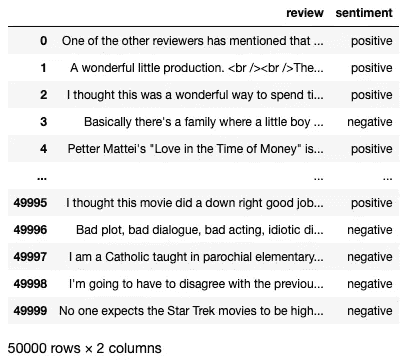 review sentiment
0 One of the other reviewers has mentioned that ... positive
1 A wonderful little production. <br /><br />The... positive
2 I thought this was a wonderful way to spend ti... positive
3 Basically there's a family where a little boy ... negative
4 Petter Mattei's "Love in the Time of Money" is... positive
... ... ...
49995 I thought this movie did a down right good job... positive
49996 Bad plot, bad dialogue, bad acting, idiotic di... negative
49997 I am a Catholic taught in parochial elementary... negative
49998 I'm going to have to disagree with the previou... negative
49999 No one expects the Star Trek movies to be high... negative
50000 rows × 2 columns